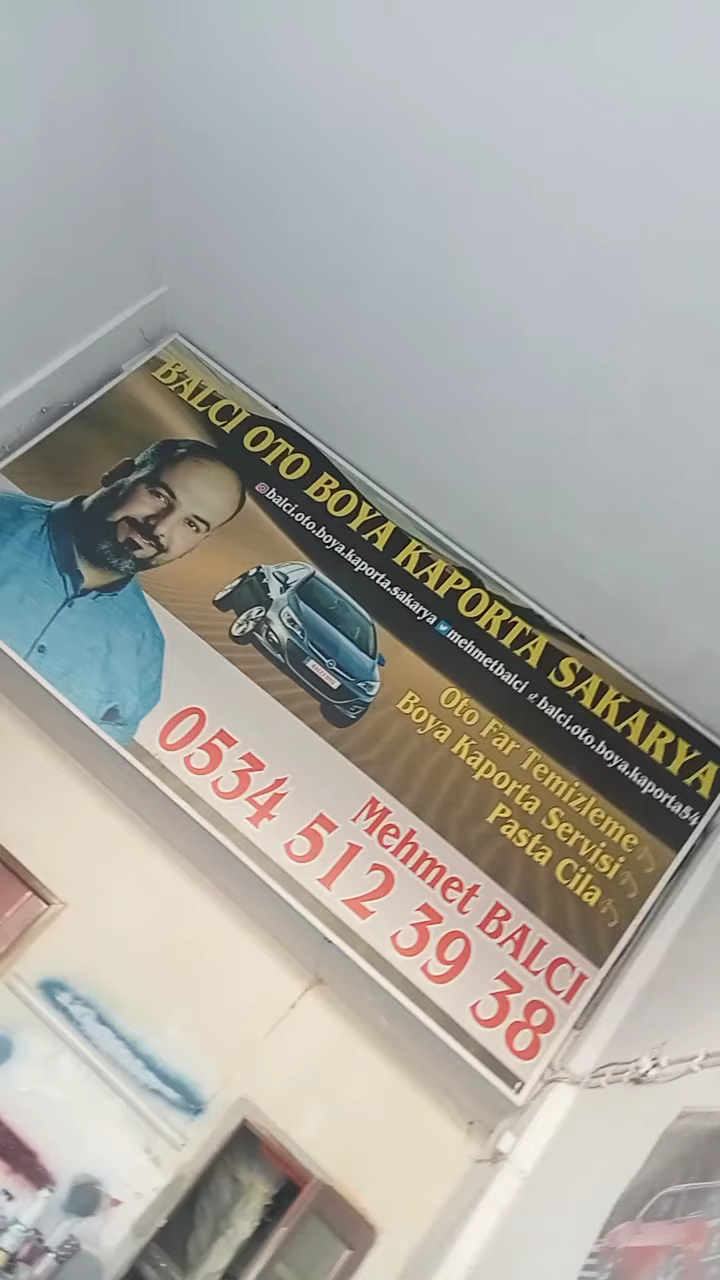 BALCI OTO BOYA KAPORTA SAKARYA
balci.oto.boya.kaporta.sakarya mehmetbalci balci.oto.boya.kaporta54
Oto Far Temizleme
Boya Kaporta Servisi
Pasta Cila
Mehmet BALCI
0534 512 39 38